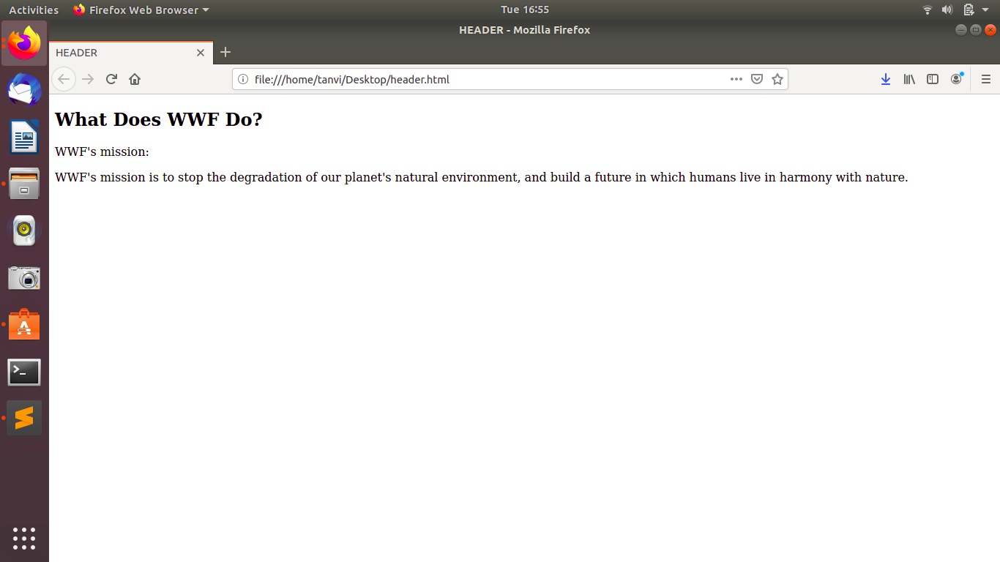 Activities Firefox Web Browser Tue 16:55
HEADER - Mozilla Firefox
HEADER
file:///home/tanvi/Desktop/header.html
What Does WWF Do?
WWF's mission:
WWF's mission is to stop the degradation of our planet's natural environment, and build a future in which humans live in harmony with nature.